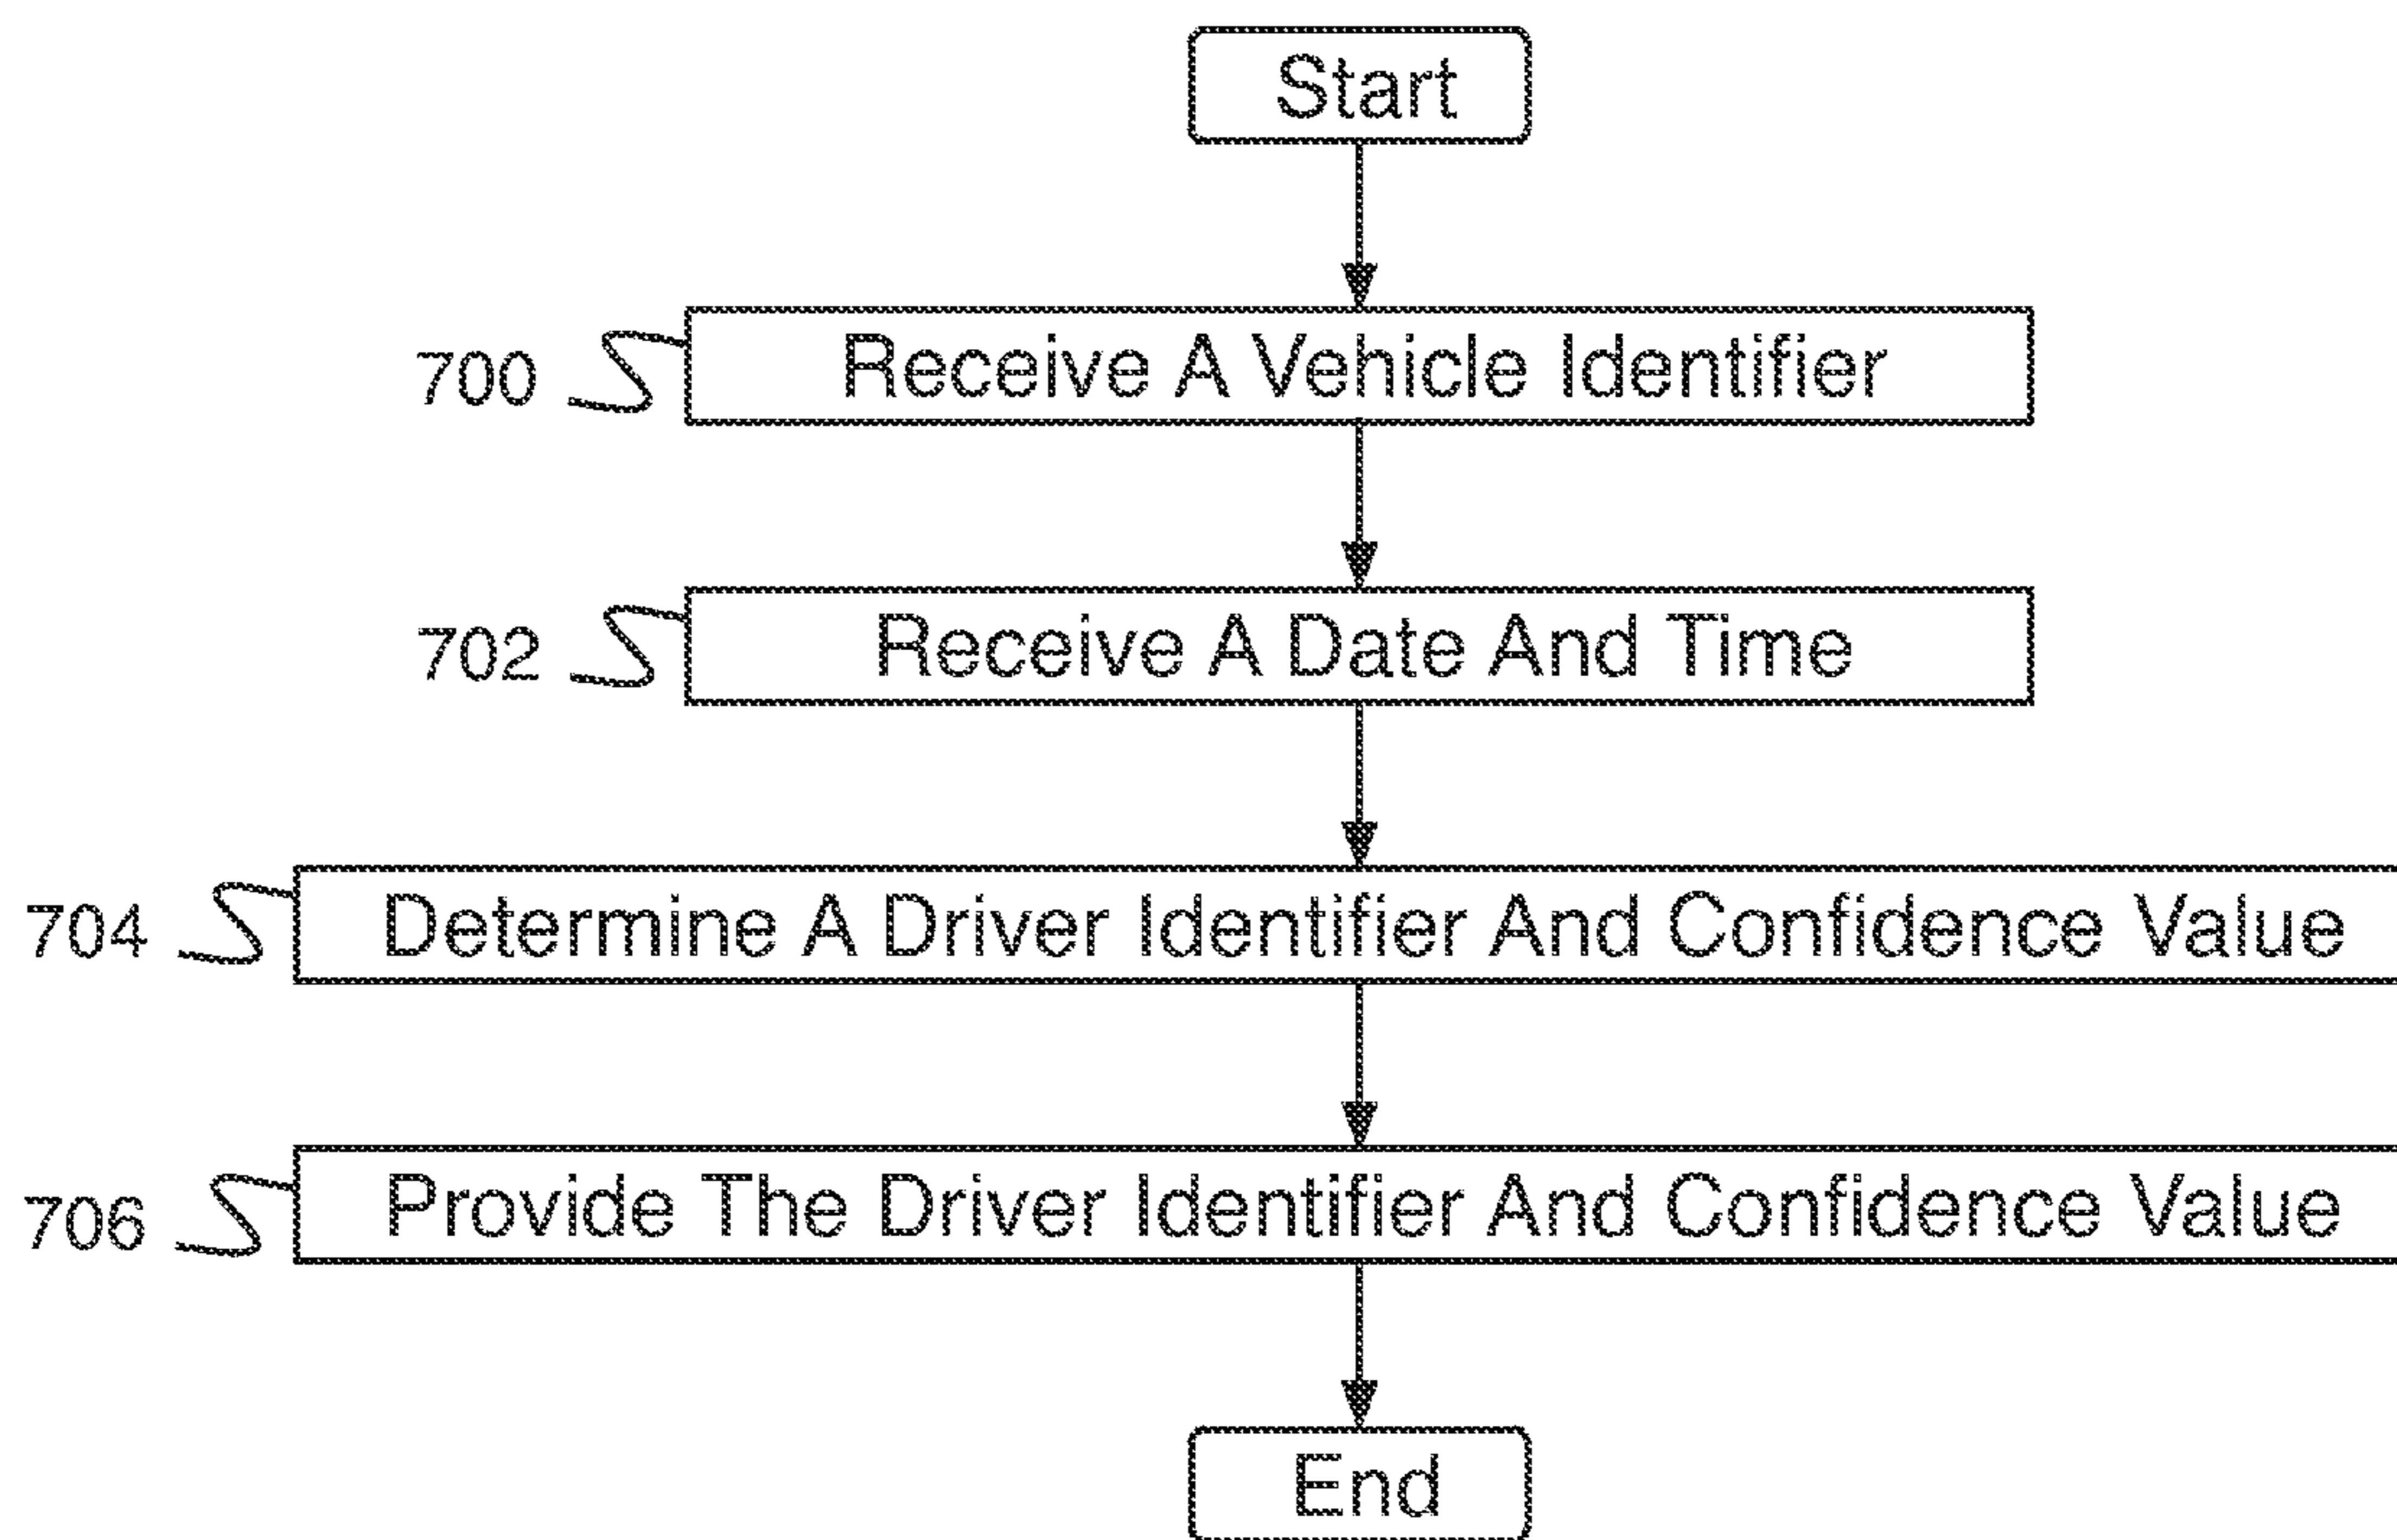 Start
700
Receive A Vehicle Identifier
702
Receive A Date And Time
704
Determine A Driver Identifier And Confidence Value
706
Provide The Driver Identifier And Confidence Value
End